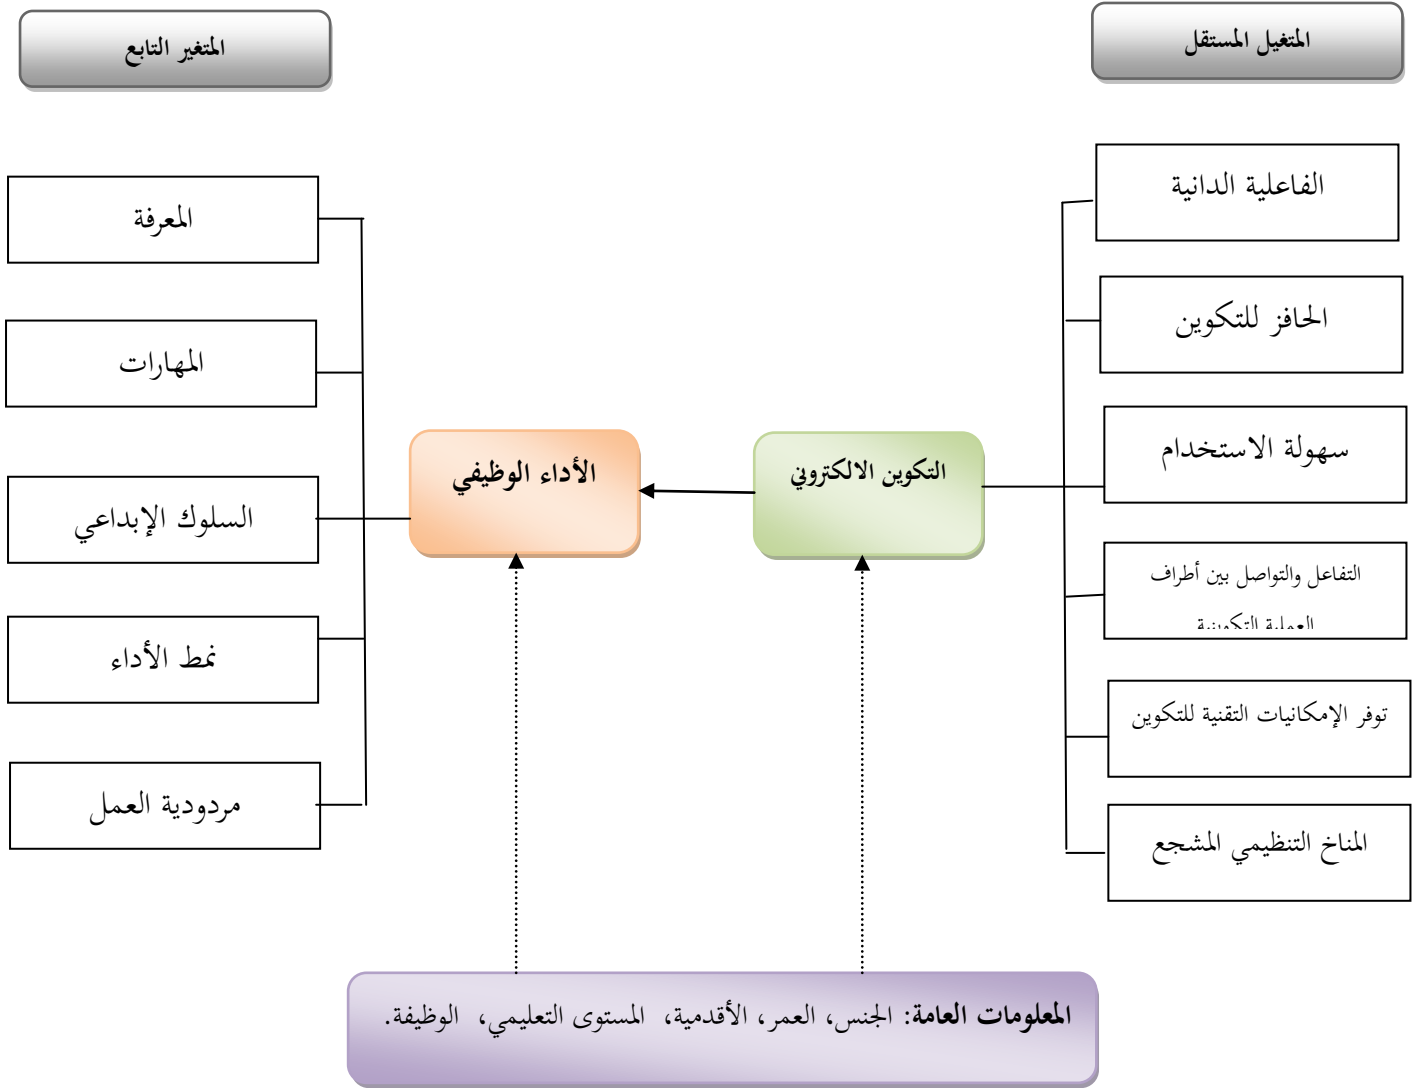 المتغيل المستقل
المتغير التابع
الفاعلية الدانية
الحافز للتكوين
سهولة الاستخدام
التفاعل والتواصل بين أطراف
العملية التكوينية
توفر الإمكانيات التقنية للتكوين
المناخ التنظيمي المشجع
التكوين الالكتروني
الأداء الوظيفي
المعرفة
المهارات
السلوك الإبداعي
نمط الأداء
مردودية العمل
المعلومات العامة: الجنس، العمر، الأقدمية، المستوى التعليمي، الوظيفة.